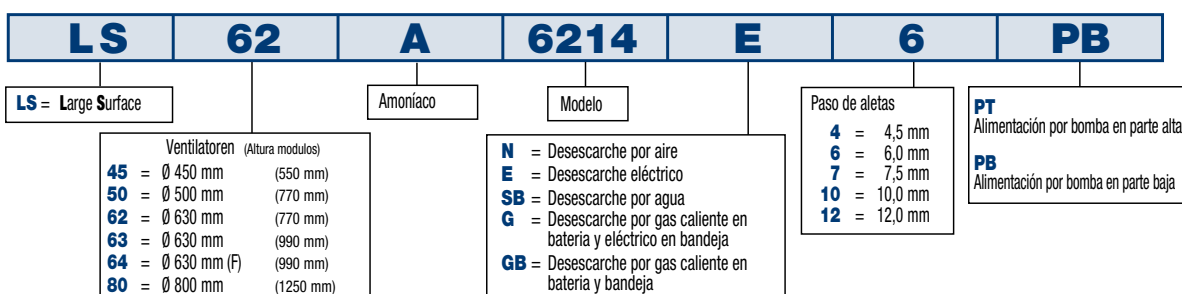 LS 62 A 6214 E 6 PB
LS = Large Surface
Ventilatoren (Altura modulos)
45 = Ø 450 mm (550 mm)
50 = Ø 500 mm (770 mm)
62 = Ø 630 mm (770 mm)
63 = Ø 630 mm (990 mm)
64 = Ø 630 mm (F) (990 mm)
80 = Ø 800 mm (1250 mm)
Amoníaco
Modelo
N = Desescarche por aire
E = Desescarche eléctrico
SB = Desescarche por agua
G = Desescarche por gas caliente en
bateria y eléctrico en bandeja
GB = Desescarche por gas caliente en
bateria y bandeja
Paso de aletas
4 = 4,5 mm
6 = 6,0 mm
7 = 7,5 mm
10 = 10,0 mm
12 = 12,0 mm
PT
Alimentación por bomba en parte alta
PB
Alimentación por bomba en parte baja